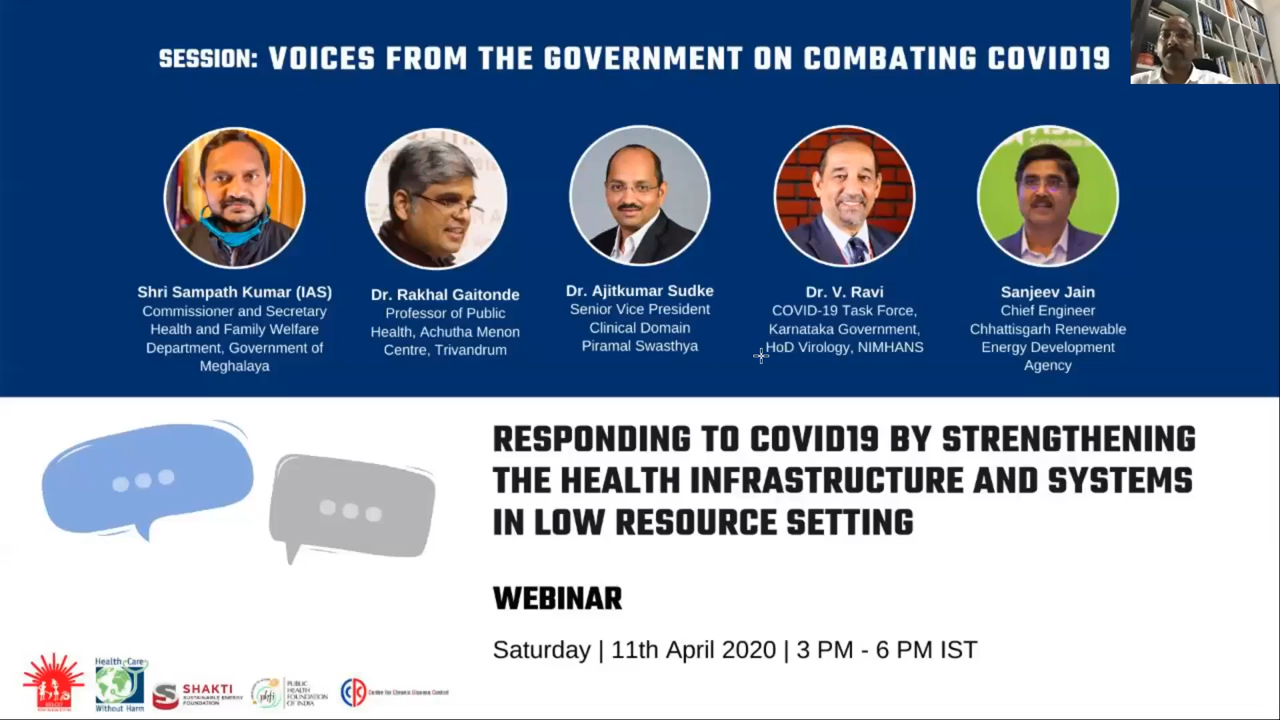 SESSION: VOICES FROM THE GOVERNMENT ON COMBATING COVID19
Shri Sampath Kumar (IAS)
Commissioner and Secretary
Health and Family Welfare
Department, Government of
Meghalaya
Dr. Rakhal Gaitonde
Professor of Public
Health, Achutha Menon
Centre, Trivandrum
Dr. Ajitkumar Sudke
Senior Vice President
Clinical Domain
Piramal Swasthya
Dr. V. Ravi
COVID-19 Task Force,
Karnataka Government,
HoD Virology, NIMHANS
Sanjeev Jain
Chief Engineer
Chhattisgarh Renewable
Energy Development
Agency
RESPONDING TO COVID19 BY STRENGTHENING
THE HEALTH INFRASTRUCTURE AND SYSTEMS
IN LOW RESOURCE SETTING
WEBINAR
Saturday | 11th April 2020 | 3 PM - 6 PM IST
Health Care
Without Harm
SHAKTI
SUSTAINABLE ENERGY
FOUNDATION
phfi
PUBLIC
HEALTH
FOUNDATION
OF INDIA
Centre for Chronic Disease Control